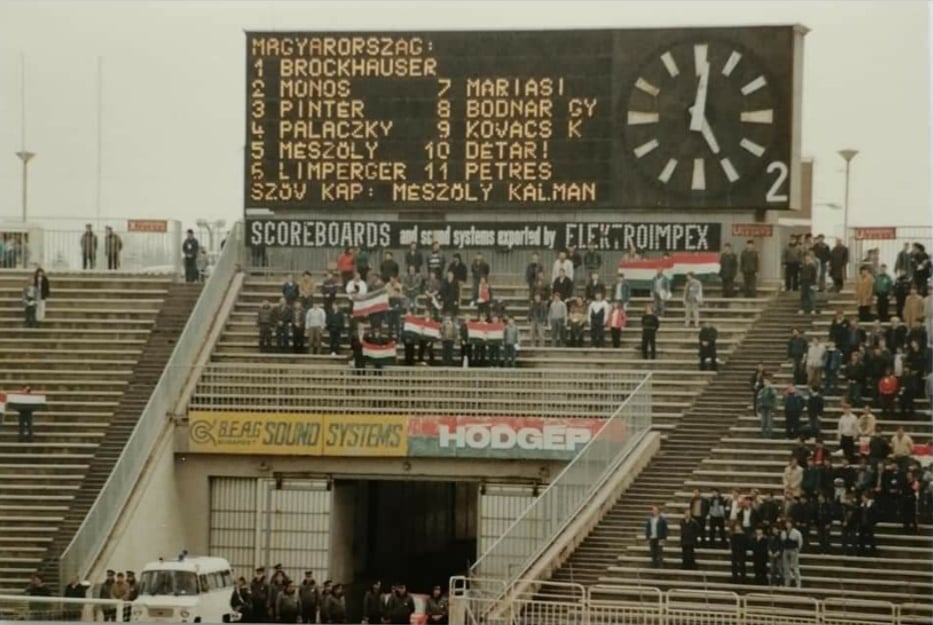 MAGYARORSZAG:
1 BROCKHAUSER
2 MONOS 7 MARIASI
3 PINTER 8 BODNAR GY
4 PALACZKY 9 KOVACS K
5 MESZÖLY 10 DETARI
6 LIMPERGER 11 PETRES
SZÖV KAP: MESZÖLY KALMAN
2
SCOREBOARDS and sound systems exported by ELEKTROIMPEX
B.E.A.G SOUND SYSTEMS
HÓDGÉP